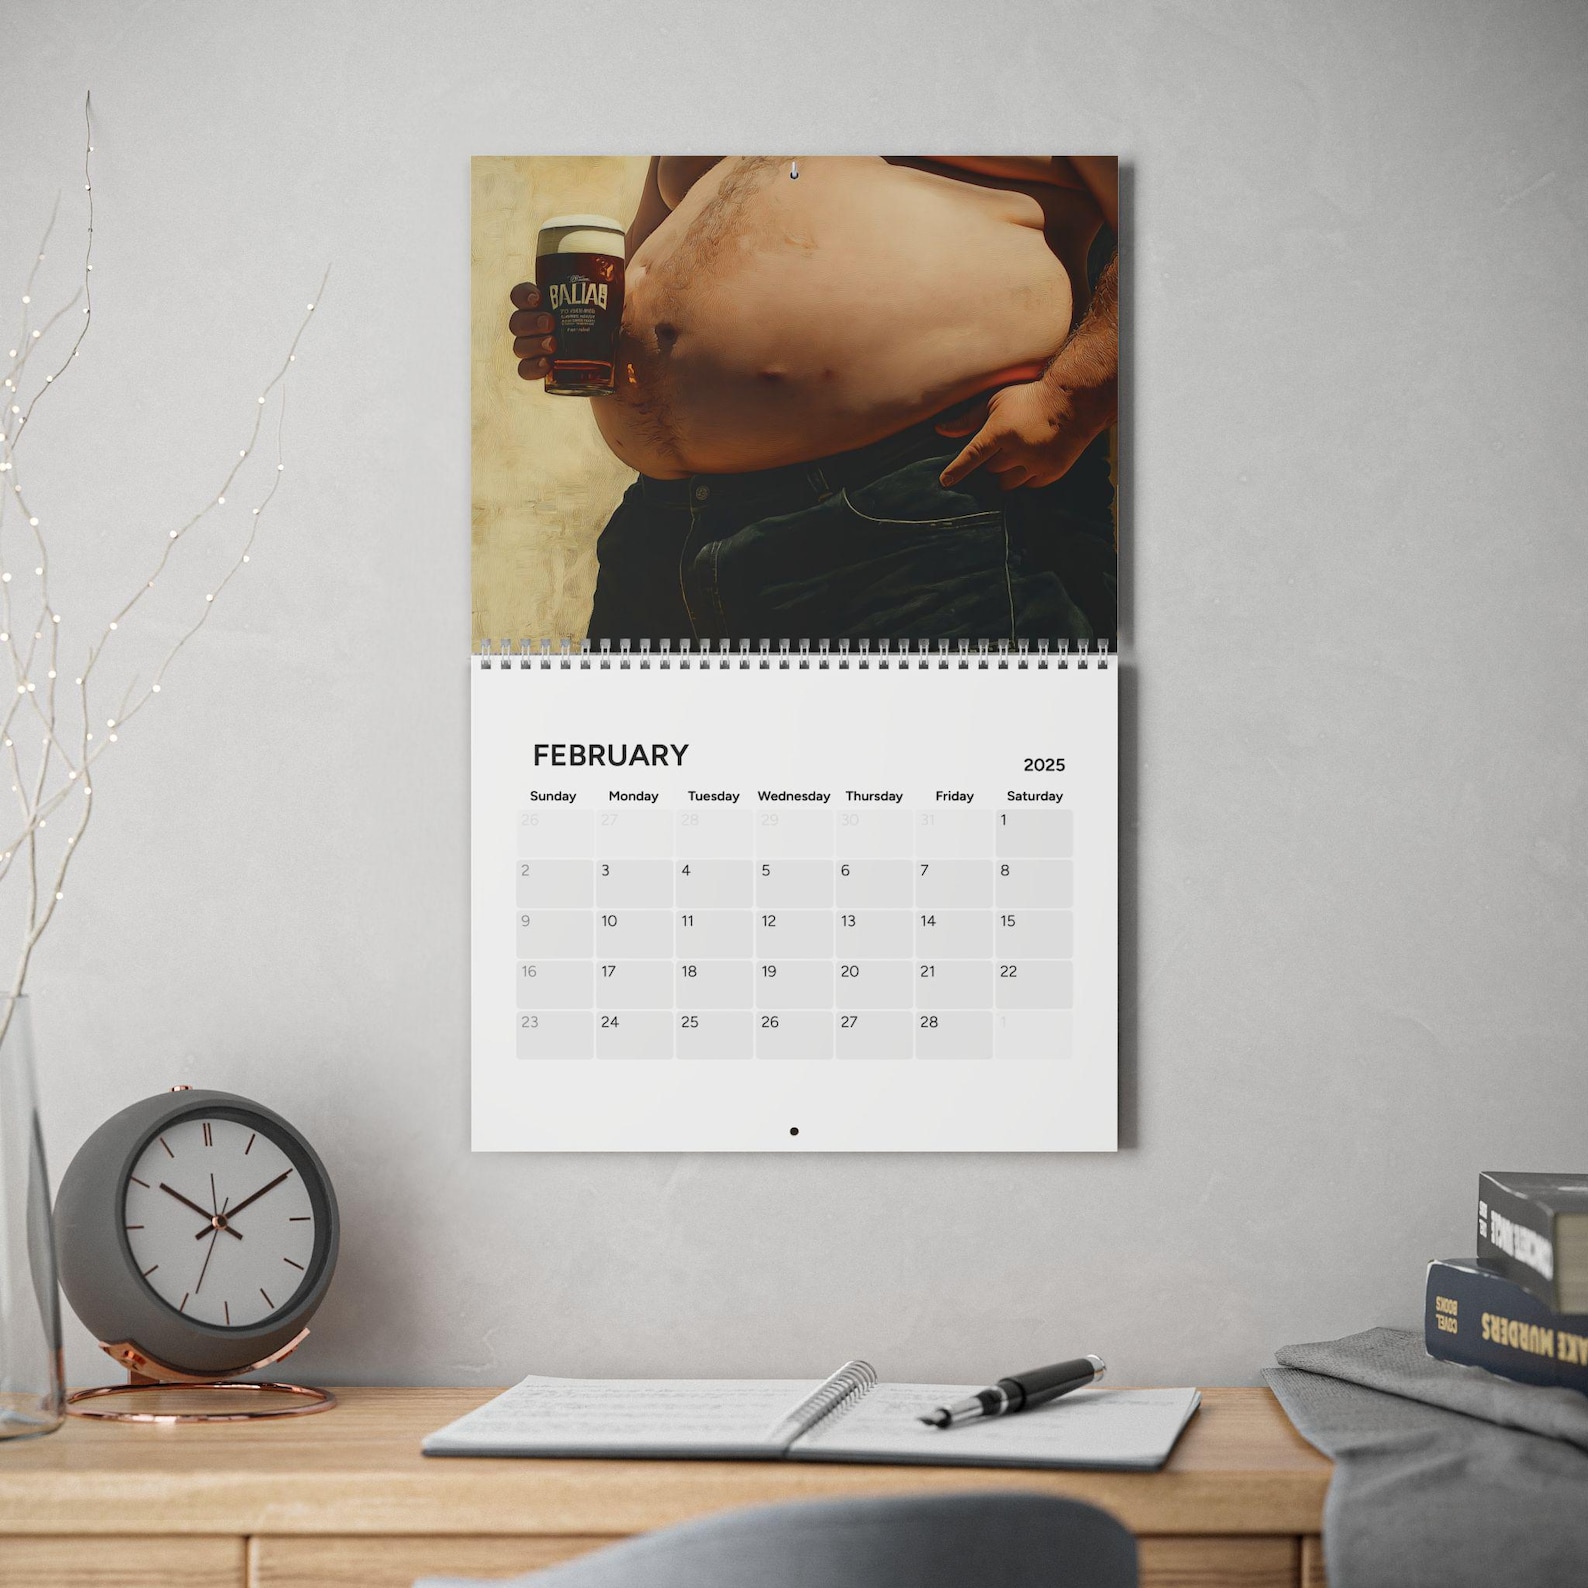 BALIAB
FEBRUARY
2025
Sunday Monday Tuesday Wednesday Thursday Friday Saturday
26 27 28 29 30 31 1
2 3 4 5 6 7 8
9 10 11 12 13 14 15
16 17 18 19 20 21 22
23 24 25 26 27 28 1
COVEL
BOOKS
AKE MURDERS